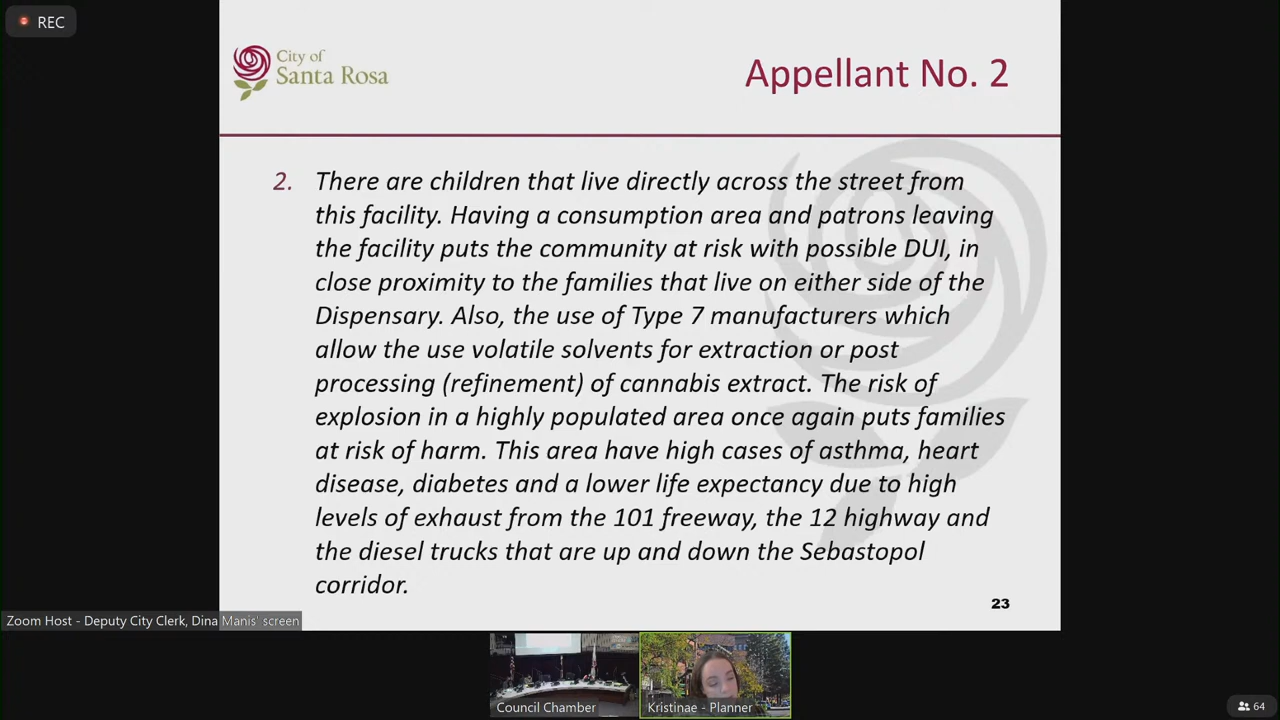 REC
City of
Santa Rosa
Appellant No. 2
2. There are children that live directly across the street from
this facility. Having a consumption area and patrons leaving
the facility puts the community at risk with possible DUI, in
close proximity to the families that live on either side of the
Dispensary. Also, the use of Type 7 manufacturers which
allow the use volatile solvents for extraction or post
processing (refinement) of cannabis extract. The risk of
explosion in a highly populated area once again puts families
at risk of harm. This area have high cases of asthma, heart
disease, diabetes and a lower life expectancy due to high
levels of exhaust from the 101 freeway, the 12 highway and
the diesel trucks that are up and down the Sebastopol
corridor.
23
Zoom Host - Deputy City Clerk, Dina Manis' screen
Council Chamber
Kristinae - Planner
64